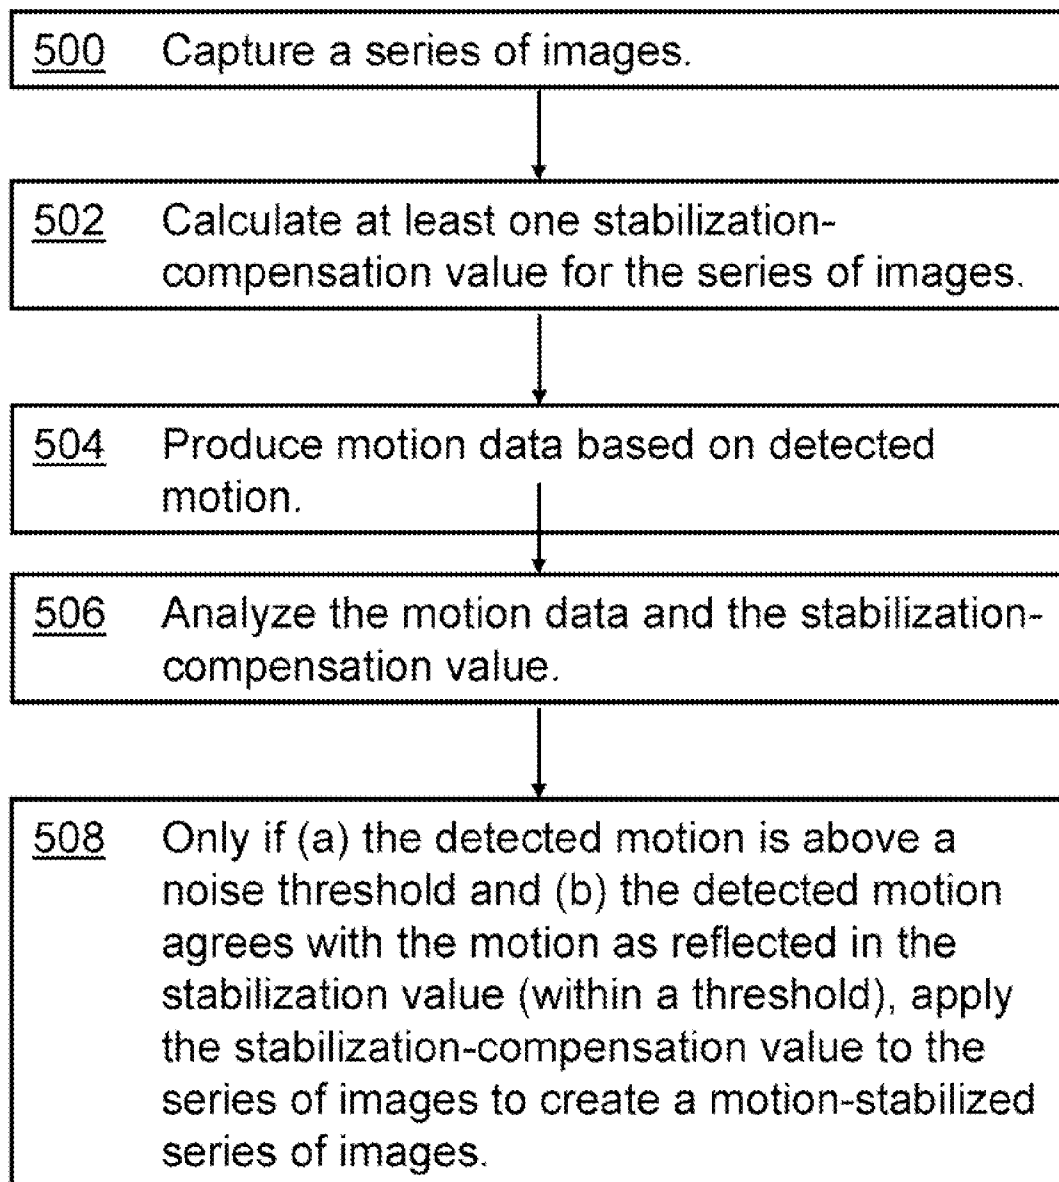 500 Capture a series of images.
502 Calculate at least one stabilization-
compensation value for the series of images.
504 Produce motion data based on detected
motion.
506 Analyze the motion data and the stabilization-
compensation value.
508 Only if (a) the detected motion is above a
noise threshold and (b) the detected motion
agrees with the motion as reflected in the
stabilization value (within a threshold), apply
the stabilization-compensation value to the
series of images to create a motion-stabilized
series of images.